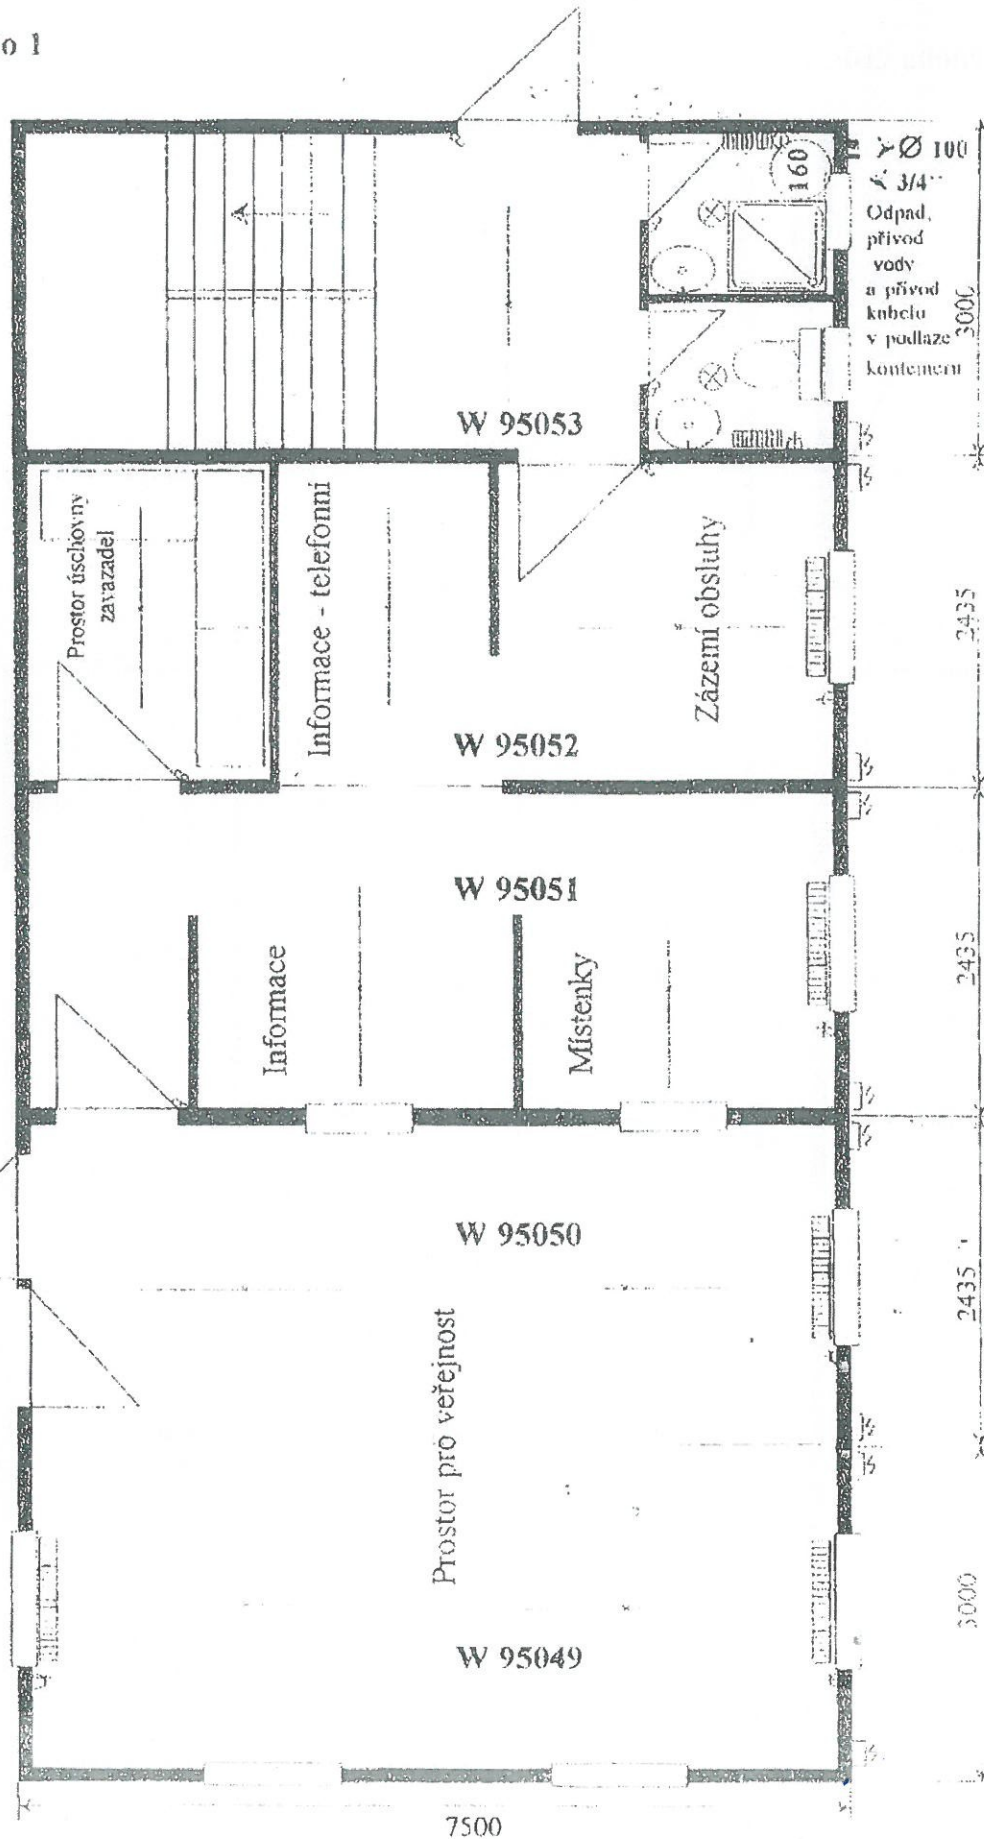 o 1
Ø 100
3/4"
Odpad,
přívod
vody
a přívod
kabelu
v podlaze
kontejneru
160
3000
W 95053
Prostor úschovny
zavazadel
Informace - telefonní
Zázemí obsluhy
2435
W 95052
W 95051
Informace
Místenky
2435
W 95050
2435
Prostor pro veřejnost
W 95049
3000
7500